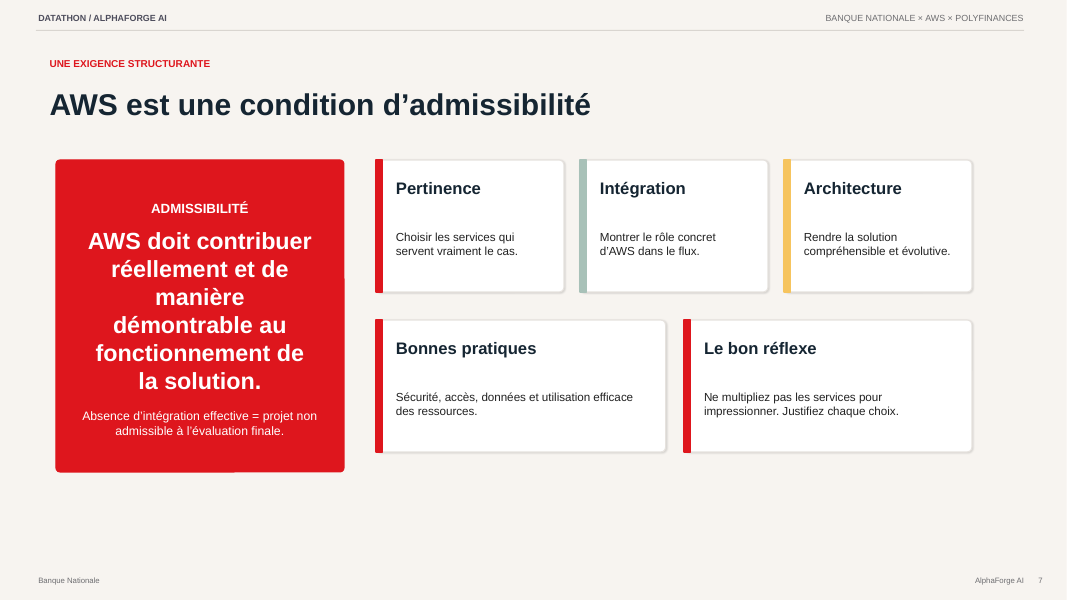 DATATHON / ALPHAFORGE AI
BANQUE NATIONALE × AWS × POLYFINANCES
UNE EXIGENCE STRUCTURANTE
AWS est une condition d’admissibilité
ADMISSIBILITÉ
AWS doit contribuer
réellement et de
manière
démontrable au
fonctionnement de
la solution.
Absence d’intégration effective = projet non
admissible à l’évaluation finale.
Pertinence
Choisir les services qui
servent vraiment le cas.
Intégration
Montrer le rôle concret
d’AWS dans le flux.
Architecture
Rendre la solution
compréhensible et évolutive.
Bonnes pratiques
Sécurité, accès, données et utilisation efficace
des ressources.
Le bon réflexe
Ne multipliez pas les services pour
impressionner. Justifiez chaque choix.
Banque Nationale
AlphaForge AI 7